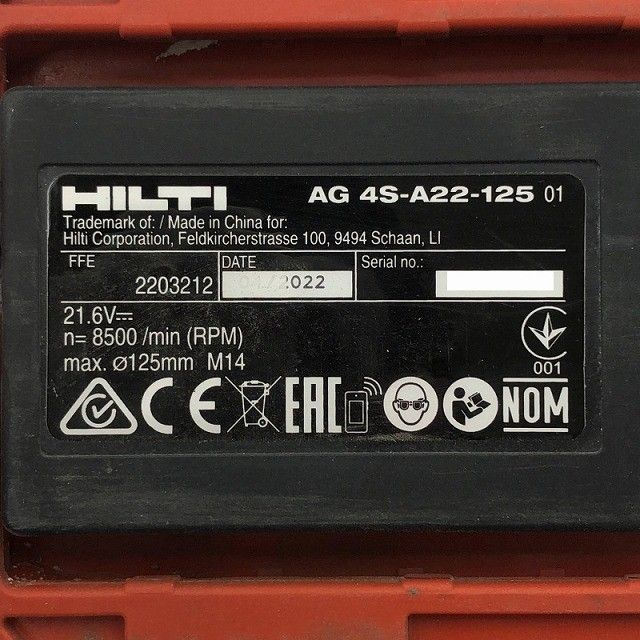 HILTI AG 4S-A22-125 01
Trademark of: / Made in China for:
Hilti Corporation, Feldkircherstrasse 100, 9494 Schaan, LI
FFE DATE Serial no.:
2203212 /2022
21.6V⎓
n= 8500 /min (RPM)
max. Ø125mm M14
001
CE EAC NOM